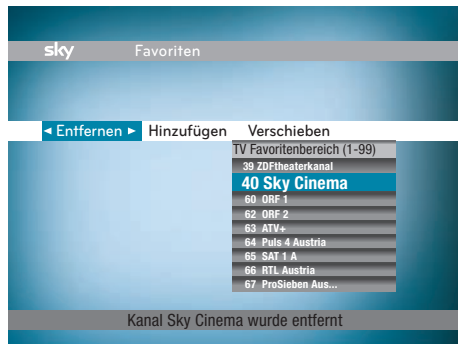 sky Favoriten
◄ Entfernen ► Hinzufügen Verschieben
TV Favoritenbereich (1-99)
39 ZDFtheaterkanal
40 Sky Cinema
60 ORF 1
62 ORF 2
63 ATV+
64 Puls 4 Austria
65 SAT 1 A
66 RTL Austria
67 ProSieben Aus...
Kanal Sky Cinema wurde entfernt